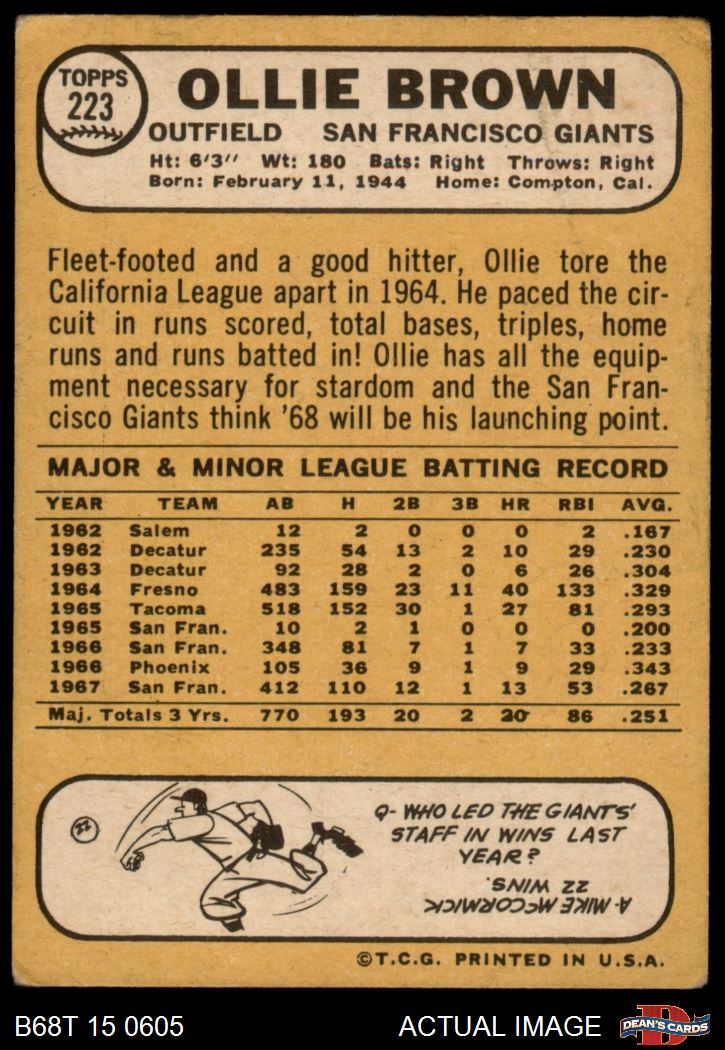 TOPPS
223
OLLIE BROWN
OUTFIELD SAN FRANCISCO GIANTS
Ht: 6'3" Wt: 180 Bats: Right Throws: Right
Born: February 11, 1944 Home: Compton, Cal.
Fleet-footed and a good hitter, Ollie tore the
California League apart in 1964. He paced the cir-
cuit in runs scored, total bases, triples, home
runs and runs batted in! Ollie has all the equip-
ment necessary for stardom and the San Fran-
cisco Giants think '68 will be his launching point.
MAJOR & MINOR LEAGUE BATTING RECORD
YEAR TEAM AB H 2B 3B HR RBI AVG.
1962 Salem 12 2 0 0 0 2 .167
1962 Decatur 235 54 13 2 10 29 .230
1963 Decatur 92 28 2 0 6 26 .304
1964 Fresno 483 159 23 11 40 133 .329
1965 Tacoma 518 152 30 1 27 81 .293
1965 San Fran. 10 2 1 0 0 0 .200
1966 San Fran. 348 81 7 1 7 33 .233
1966 Phoenix 105 36 9 1 9 29 .343
1967 San Fran. 412 110 12 1 13 53 .267
Maj. Totals 3 Yrs. 770 193 20 2 20 86 .251
22
Q- WHO LED THE GIANTS'
STAFF IN WINS LAST
YEAR?
A- MIKE McCORMICK
22 WINS.
©T.C.G. PRINTED IN U.S.A.
B68T 15 0605 ACTUAL IMAGE
D
DEAN'S CARDS